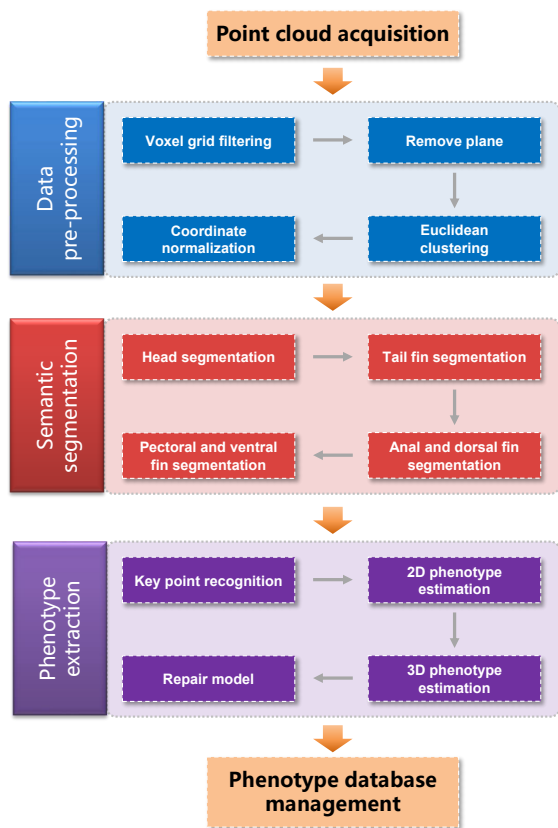 Point cloud acquisition
Data
pre-processing
Voxel grid filtering
Remove plane
Coordinate
normalization
Euclidean
clustering
Semantic
segmentation
Head segmentation
Tail fin segmentation
Pectoral and ventral
fin segmentation
Anal and dorsal fin
segmentation
Phenotype
extraction
Key point recognition
2D phenotype
estimation
Repair model
3D phenotype
estimation
Phenotype database
management